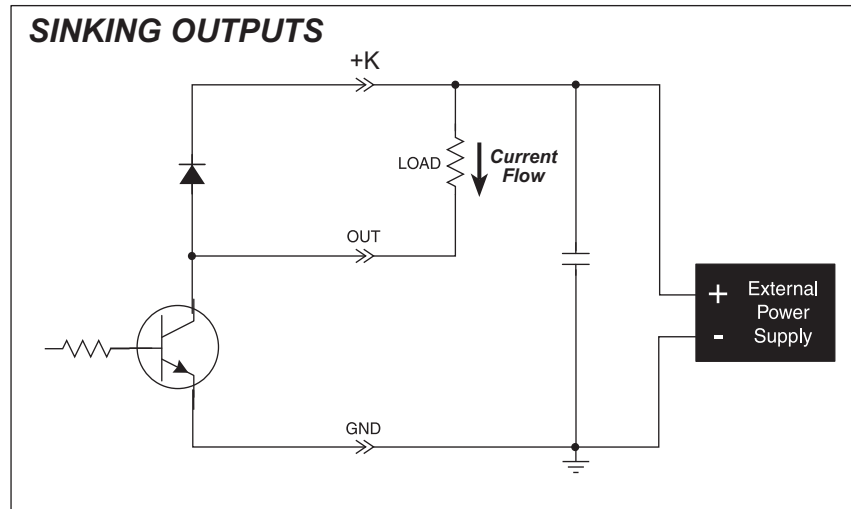 SINKING OUTPUTS
+K
LOAD
Current
Flow
OUT
+ External
Power
- Supply
GND